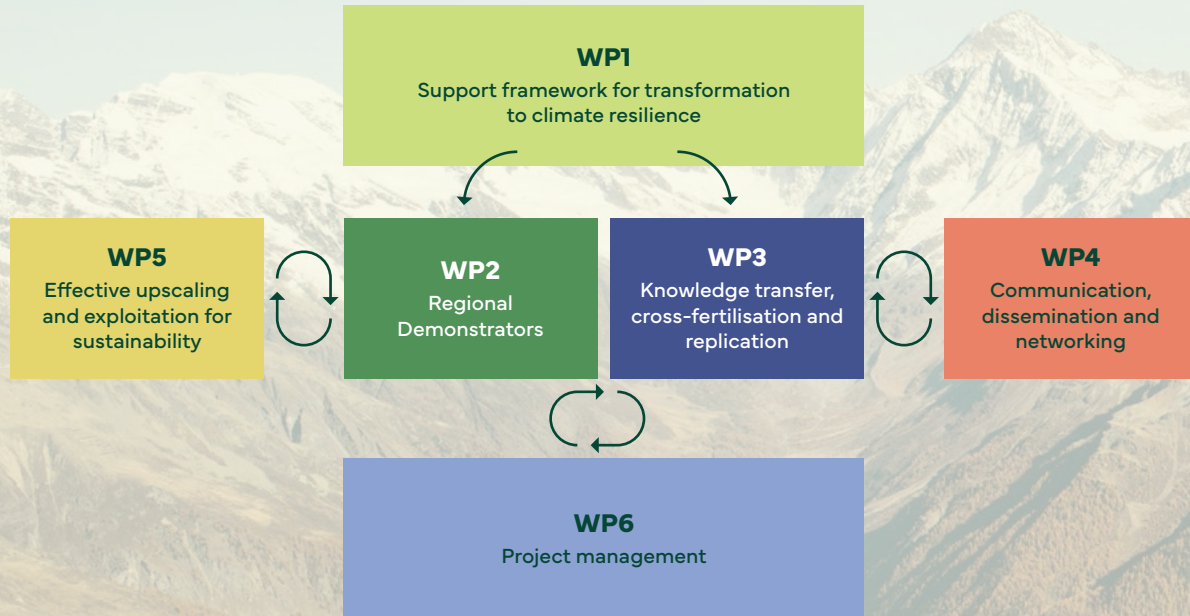 WP1
Support framework for transformation
to climate resilience
WP5
Effective upscaling
and exploitation for
sustainability
WP2
Regional
Demonstrators
WP3
Knowledge transfer,
cross-fertilisation and
replication
WP4
Communication,
dissemination and
networking
WP6
Project management